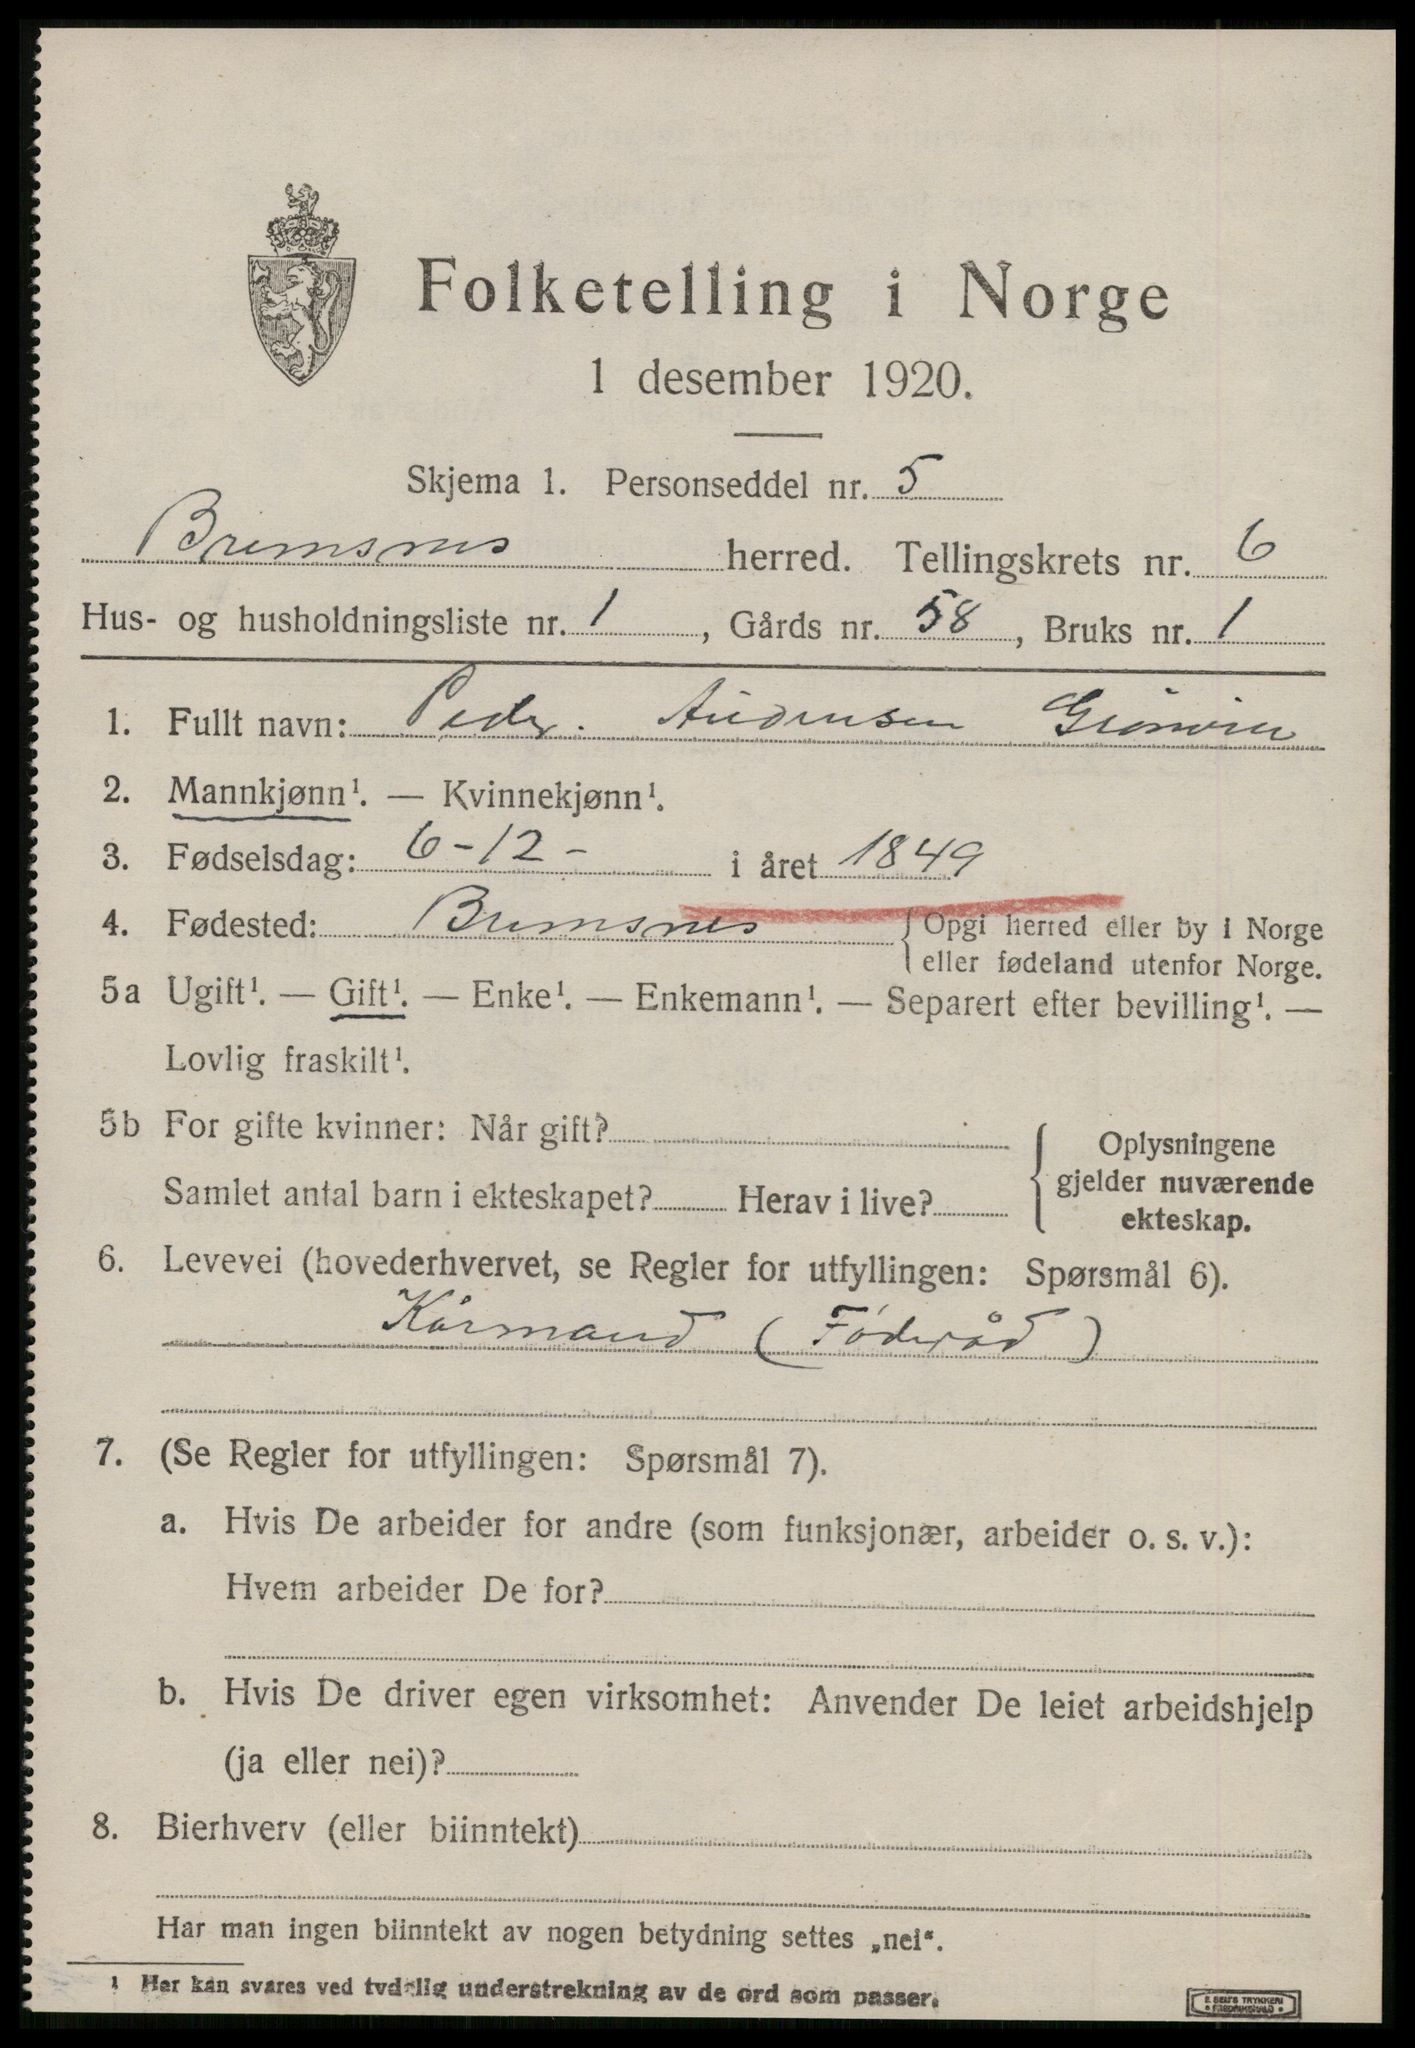 Folketelling i Norge
1 desember 1920.
Skjema 1. Personseddel nr. 5
Bremsnes herred. Tellingskrets nr. 6
Hus- og husholdningsliste nr. 1, Gårds nr. 58, Bruks nr. 1
1. Fullt navn: Peder Andersen
2. Mannkjønn¹. — Kvinnekjønn¹.
3. Fødselsdag: 6-12- i året 1849
4. Fødested: Bremsnes { Opgi herred eller by i Norge
eller fødeland utenfor Norge.
5a Ugift¹. — Gift¹. — Enke¹. — Enkemann¹. — Separert efter bevilling¹. —
Lovlig fraskilt¹.
5b For gifte kvinner: Når gift?
Samlet antal barn i ekteskapet? Herav i live?
{ Oplysningene
gjelder nuværende
ekteskap.
6. Levevei (hovederhvervet, se Regler for utfyllingen: Spørsmål 6).
Kårmand (Føderåd)
7. (Se Regler for utfyllingen: Spørsmål 7).
a. Hvis De arbeider for andre (som funksjonær, arbeider o. s. v.):
Hvem arbeider De for?
b. Hvis De driver egen virksomhet: Anvender De leiet arbeidshjelp
(ja eller nei)?
8. Bierhverv (eller biinntekt)
Har man ingen biinntekt av nogen betydning settes „nei“.
¹ Her kan svares ved tydelig understrekning av de ord som passer.
E. SEM'S TRYKKERI
FREDRIKSHALD